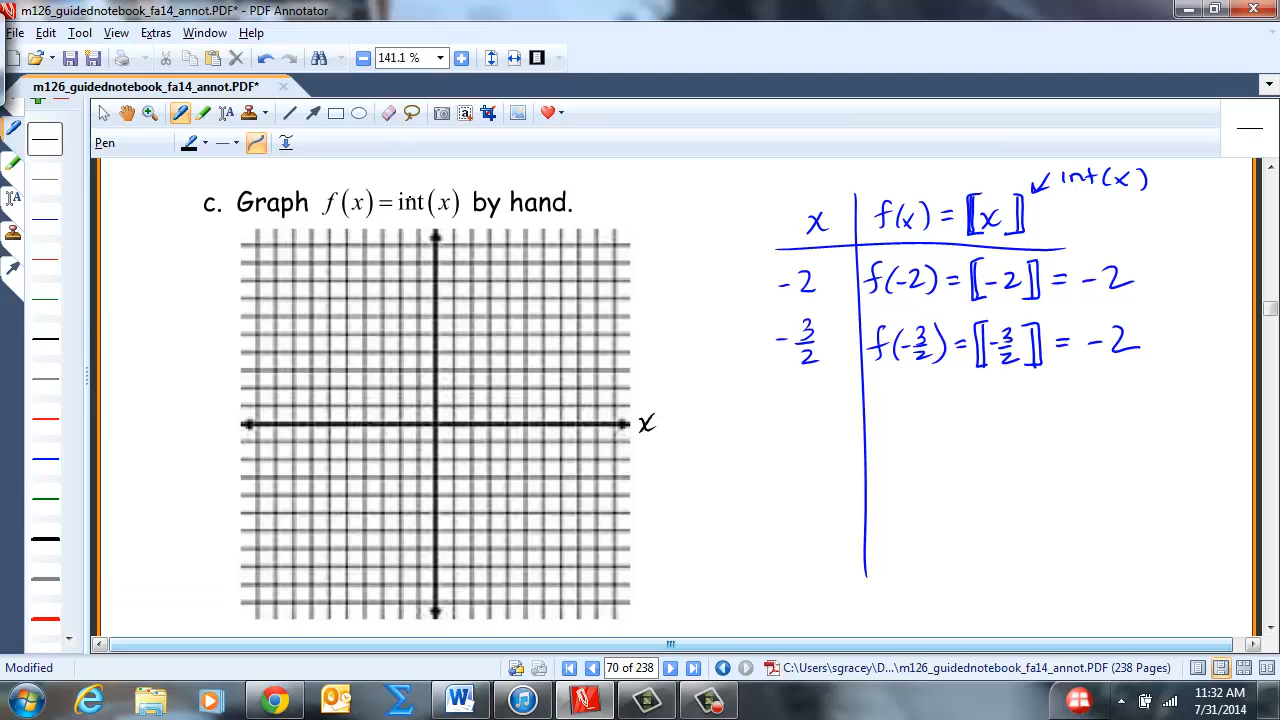 m126_guidednotebook_fa14_annot.PDF* - PDF Annotator
File Edit Tool View Extras Window Help
141.1 %
m126_guidednotebook_fa14_annot.PDF*
Pen
c. Graph f(x) = int(x) by hand.
x
int(x)
x f(x) = ⟦x⟧
-2 f(-2) = ⟦-2⟧ = -2
-3/2 f(-3/2) = ⟦-3/2⟧ = -2
Modified
70 of 238
C:\Users\sgracey\D...\m126_guidednotebook_fa14_annot.PDF (238 Pages)
11:32 AM
7/31/2014